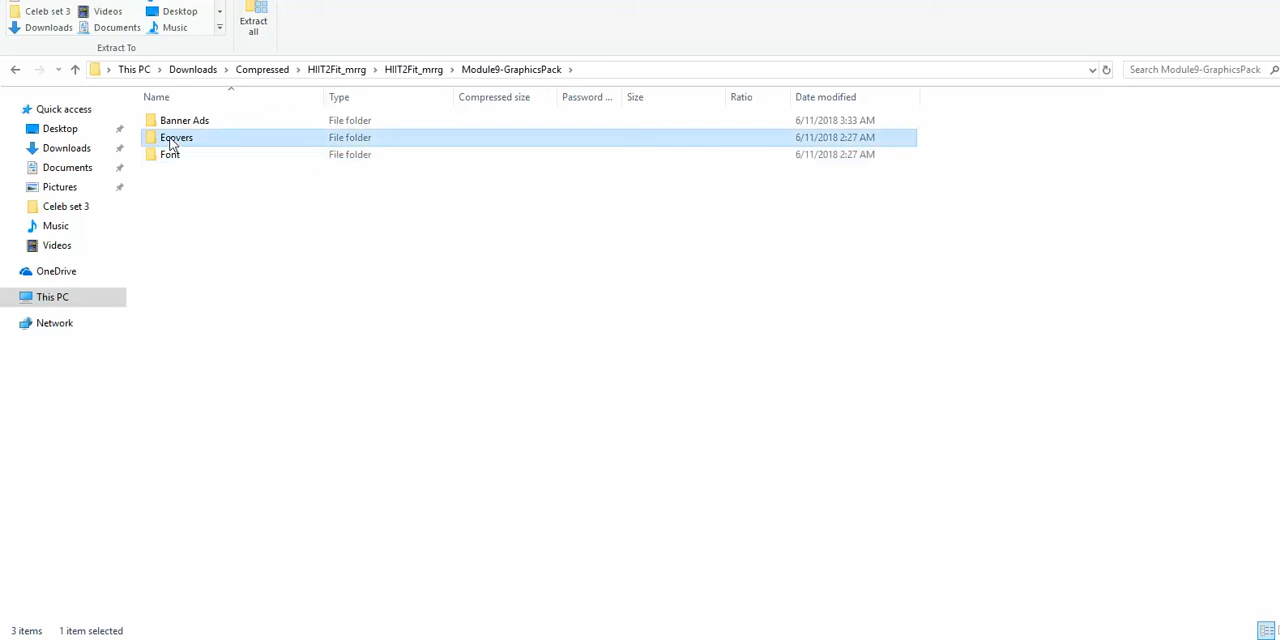 Celeb set 3 Videos Desktop
Downloads Documents Music
Extract all
Extract To
This PC > Downloads > Compressed > HIIT2Fit_mrrg > HIIT2Fit_mrrg > Module9-GraphicsPack >
Search Module9-GraphicsPack
Name Type Compressed size Password ... Size Ratio Date modified
Quick access
Desktop
Downloads
Documents
Pictures
Celeb set 3
Music
Videos
OneDrive
This PC
Network
Banner Ads File folder 6/11/2018 3:33 AM
Ecovers File folder 6/11/2018 2:27 AM
Font File folder 6/11/2018 2:27 AM
3 items 1 item selected